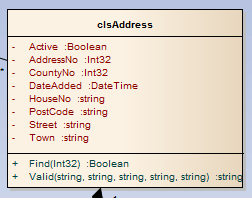 clsAddress
- Active :Boolean
- AddressNo :Int32
- CountyNo :Int32
- DateAdded :DateTime
- HouseNo :string
- PostCode :string
- Street :string
- Town :string
+ Find(Int32) :Boolean
+ Valid(string, string, string, string, string) :string